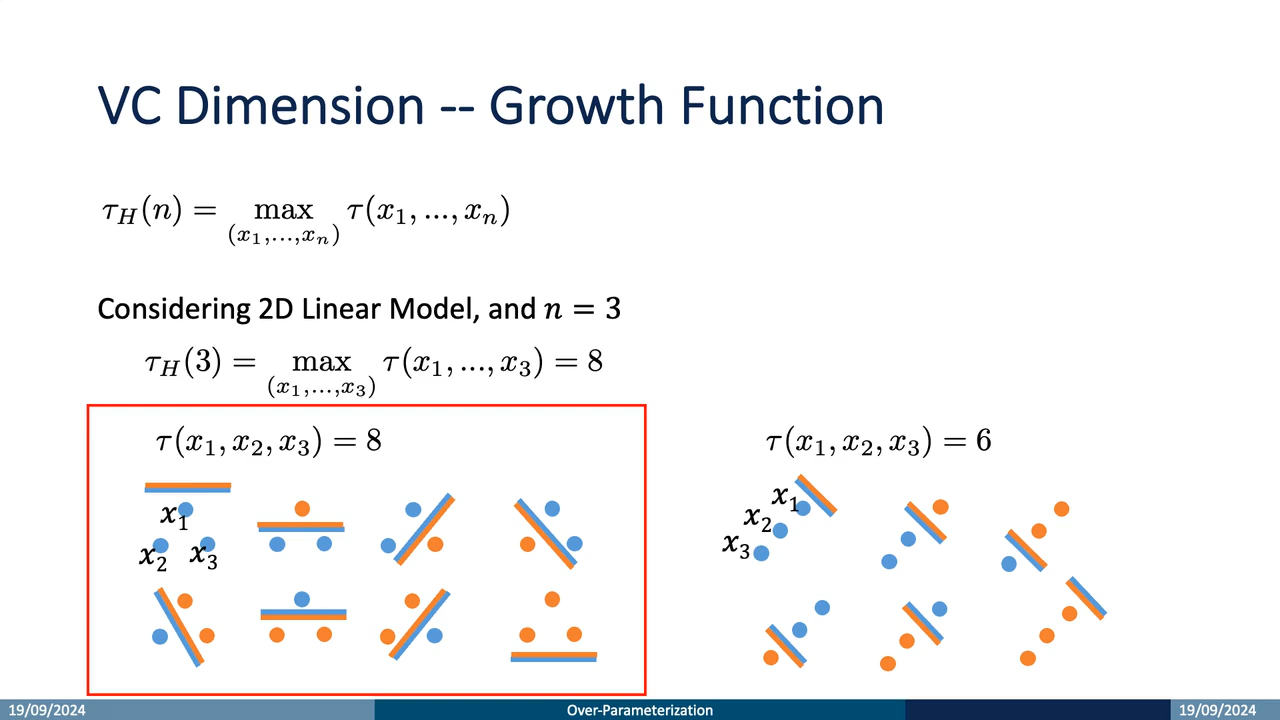 VC Dimension -- Growth Function
τ_H(n) = max_{(x_1,...,x_n)} τ(x_1, ..., x_n)
Considering 2D Linear Model, and n = 3
τ_H(3) = max_{(x_1,...,x_3)} τ(x_1, ..., x_3) = 8
τ(x_1, x_2, x_3) = 8
x_1
x_2 x_3
τ(x_1, x_2, x_3) = 6
x_1
x_2
x_3
19/09/2024 Over-Parameterization 19/09/2024